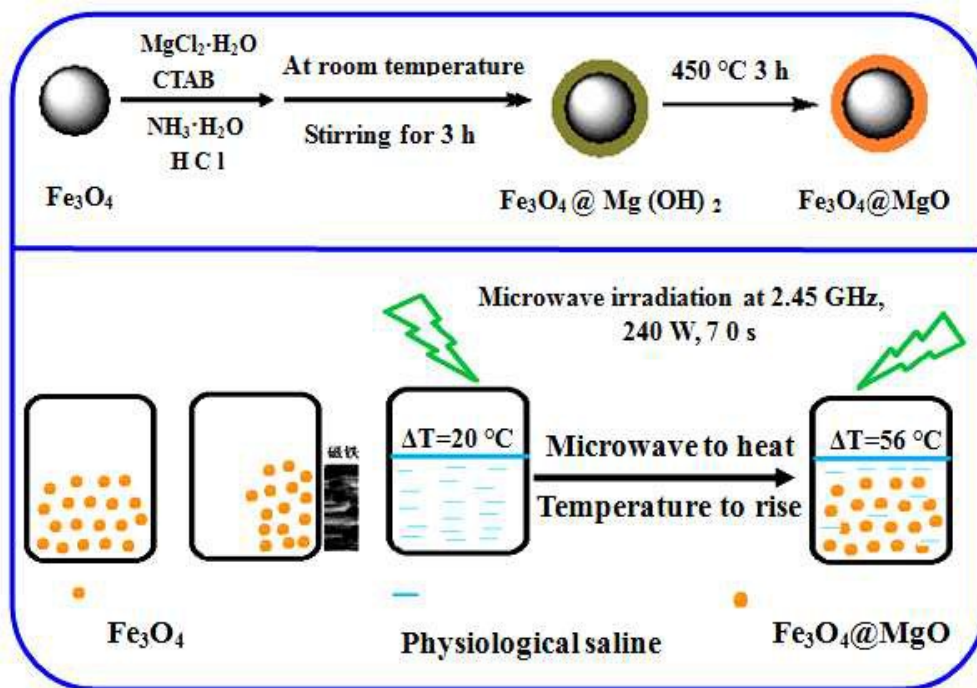 MgCl₂·H₂O
CTAB
NH₃·H₂O
H C l
At room temperature
Stirring for 3 h
450 °C 3 h
Fe₃O₄
Fe₃O₄ @ Mg (OH) ₂
Fe₃O₄@MgO
Microwave irradiation at 2.45 GHz,
240 W, 7 0 s
磁铁
ΔT=20 °C
Microwave to heat
Temperature to rise
ΔT=56 °C
Fe₃O₄
Physiological saline
Fe₃O₄@MgO